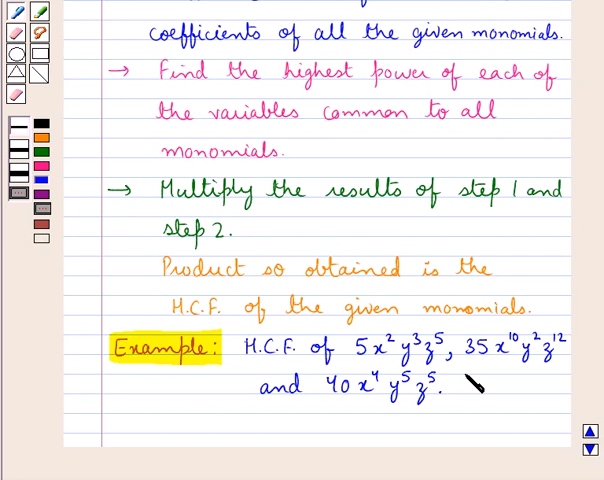 coefficients of all the given monomials.
→ Find the highest power of each of
the variables common to all
monomials.
→ Multiply the results of step 1 and
step 2.
Product so obtained is the
H.C.F. of the given monomials.
Example: H.C.F. of 5x²y³z⁵, 35x¹⁰y²z¹²
and 40x⁴y⁵z⁵.